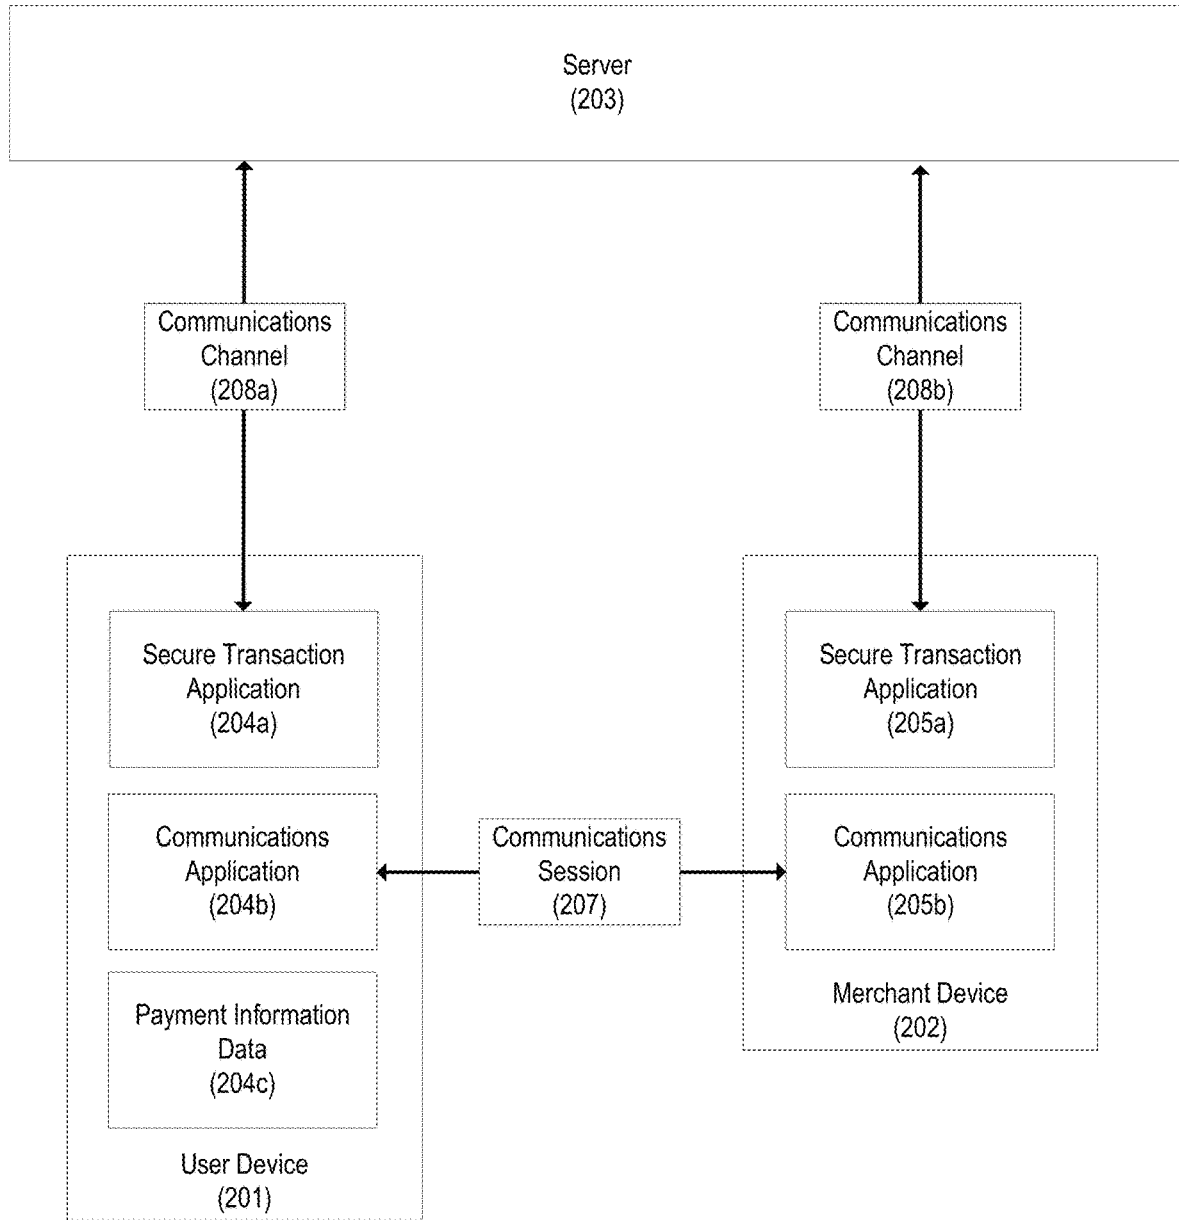 Server
(203)
Communications
Channel
(208a)
Communications
Channel
(208b)
Secure Transaction
Application
(204a)
Secure Transaction
Application
(205a)
Communications
Application
(204b)
Communications
Session
(207)
Communications
Application
(205b)
Payment Information
Data
(204c)
Merchant Device
(202)
User Device
(201)